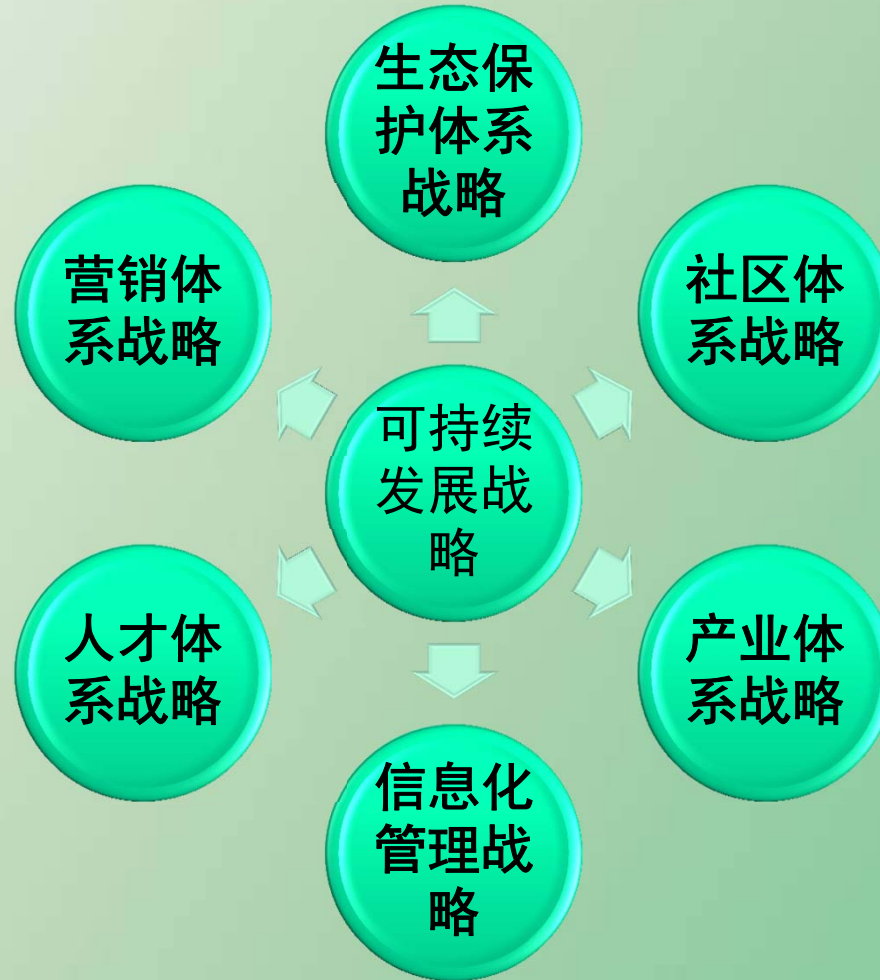 生态保
护体系
战略
营销体
系战略
社区体
系战略
可持续
发展战
略
人才体
系战略
产业体
系战略
信息化
管理战
略